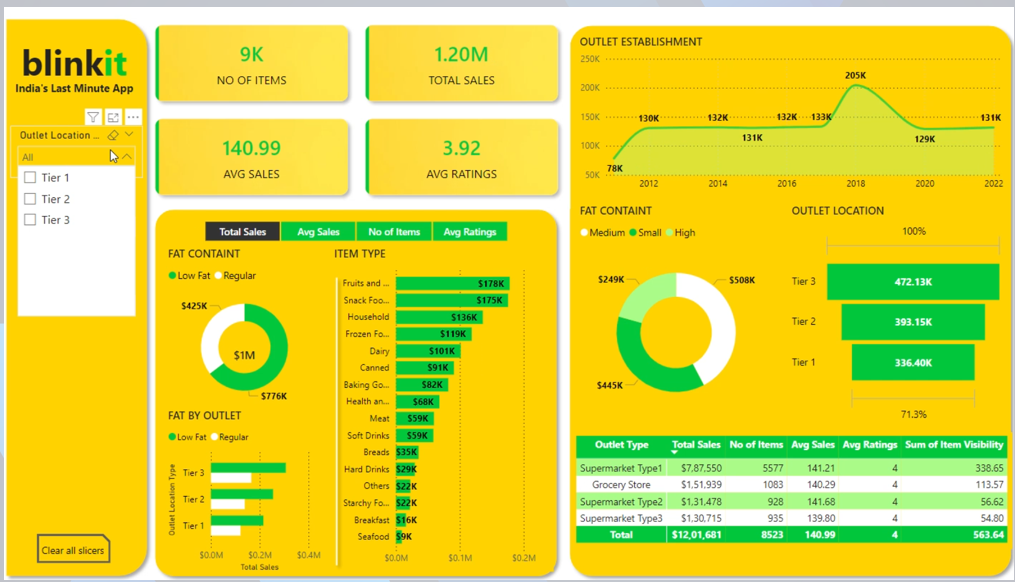 blinkit
India's Last Minute App
Outlet Location ...
All
Tier 1
Tier 2
Tier 3
Clear all slicers
9K
NO OF ITEMS
1.20M
TOTAL SALES
140.99
AVG SALES
3.92
AVG RATINGS
Total Sales
Avg Sales
No of Items
Avg Ratings
FAT CONTAINT
Low Fat Regular
$425K
$1M
$776K
FAT BY OUTLET
Low Fat Regular
Outlet Location Type
Tier 3
Tier 2
Tier 1
$0.0M $0.2M $0.4M
Total Sales
ITEM TYPE
Fruits and ... $178K
Snack Foo... $175K
Household $136K
Frozen Fo... $119K
Dairy $101K
Canned $91K
Baking Go... $82K
Health an... $68K
Meat $59K
Soft Drinks $59K
Breads $35K
Hard Drinks $29K
Others $22K
Starchy Fo... $22K
Breakfast $16K
Seafood $9K
$0.0M $0.1M $0.2M
OUTLET ESTABLISHMENT
250K
200K
150K
100K
50K
78K
130K
132K
131K
132K
133K
205K
129K
131K
2012 2014 2016 2018 2020 2022
FAT CONTAINT
Medium Small High
$249K
$508K
$445K
OUTLET LOCATION
100%
Tier 3 472.13K
Tier 2 393.15K
Tier 1 336.40K
71.3%
Outlet Type Total Sales No of Items Avg Sales Avg Ratings Sum of Item Visibility
Supermarket Type1 $7,87,550 5577 141.21 4 338.65
Grocery Store $1,51,939 1083 140.29 4 113.57
Supermarket Type2 $1,31,478 928 141.68 4 56.62
Supermarket Type3 $1,30,715 935 139.80 4 54.80
Total $12,01,681 8523 140.99 4 563.64